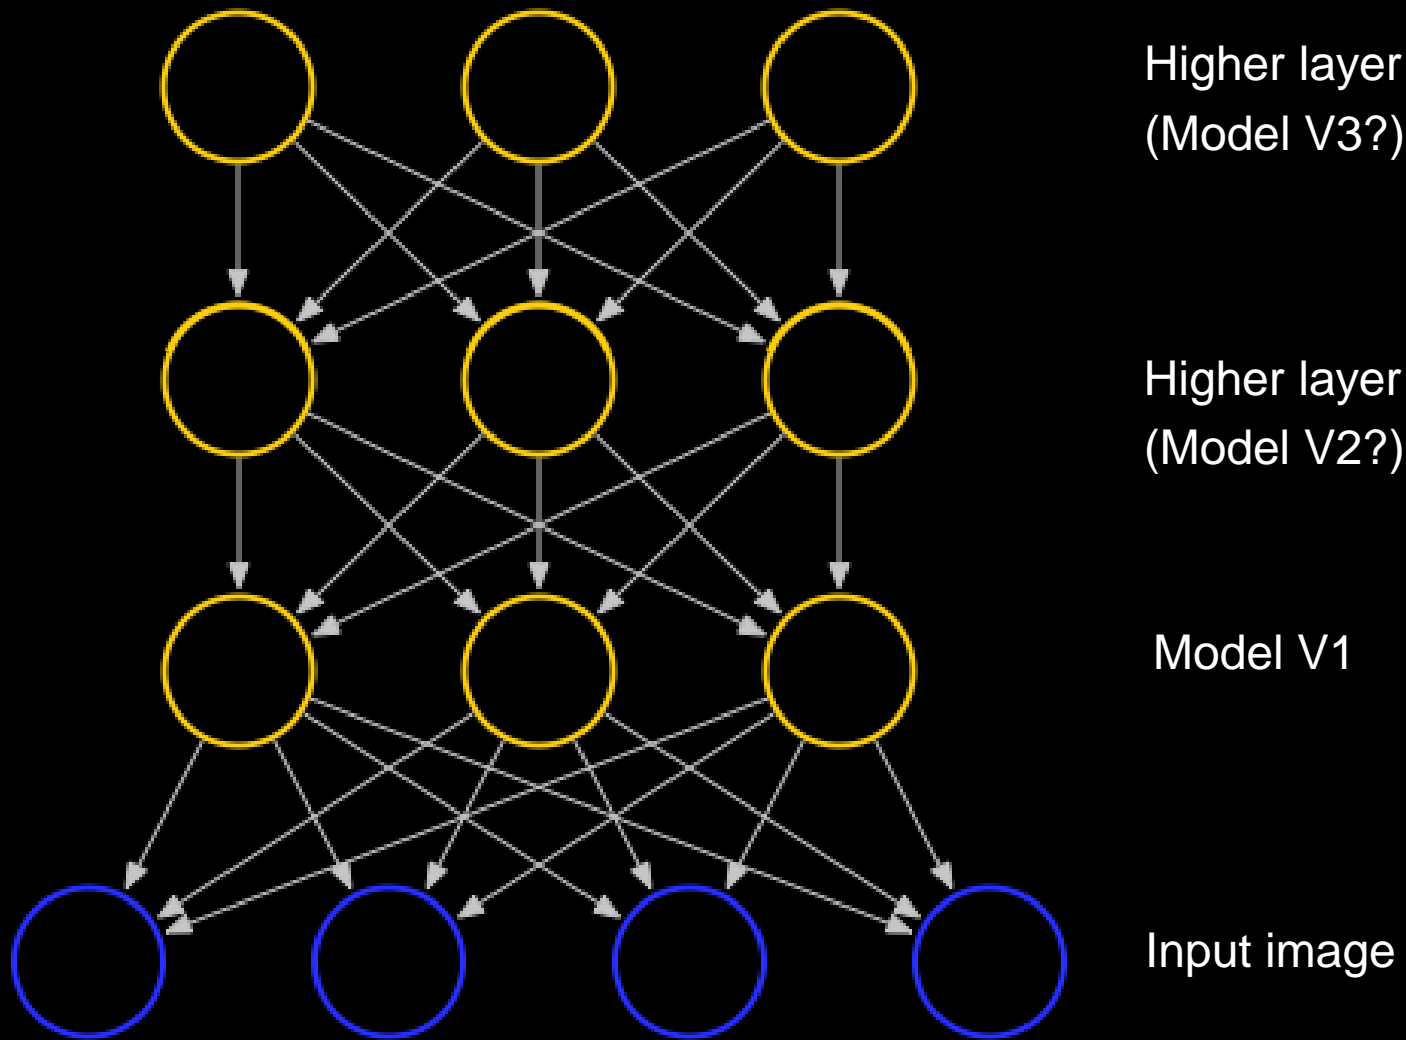 Higher layer
(Model V3?)
Higher layer
(Model V2?)
Model V1
Input image